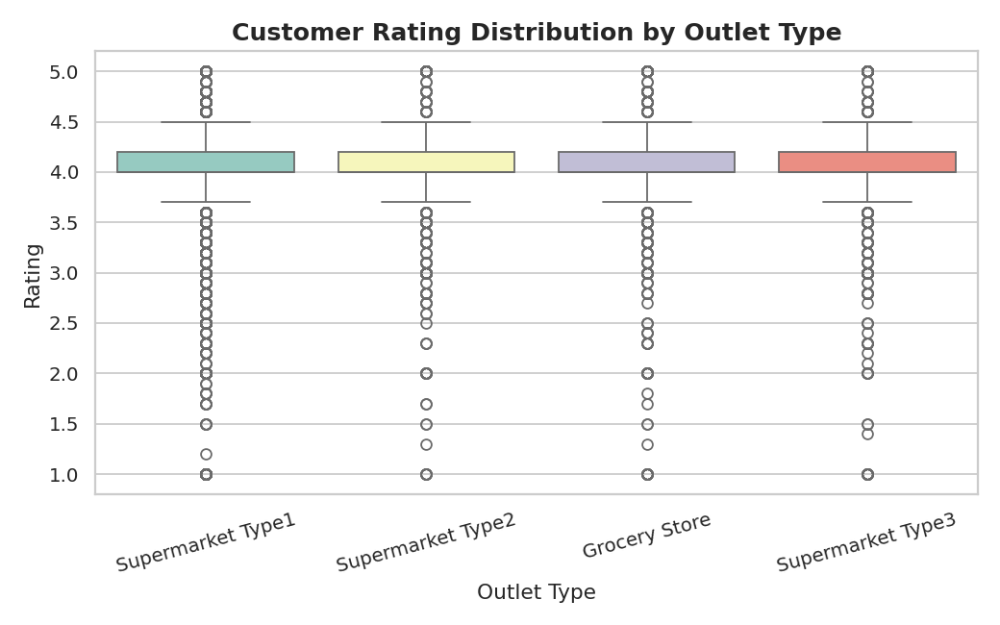 Customer Rating Distribution by Outlet Type
Rating
5.0
4.5
4.0
3.5
3.0
2.5
2.0
1.5
1.0
Supermarket Type1
Supermarket Type2
Grocery Store
Supermarket Type3
Outlet Type